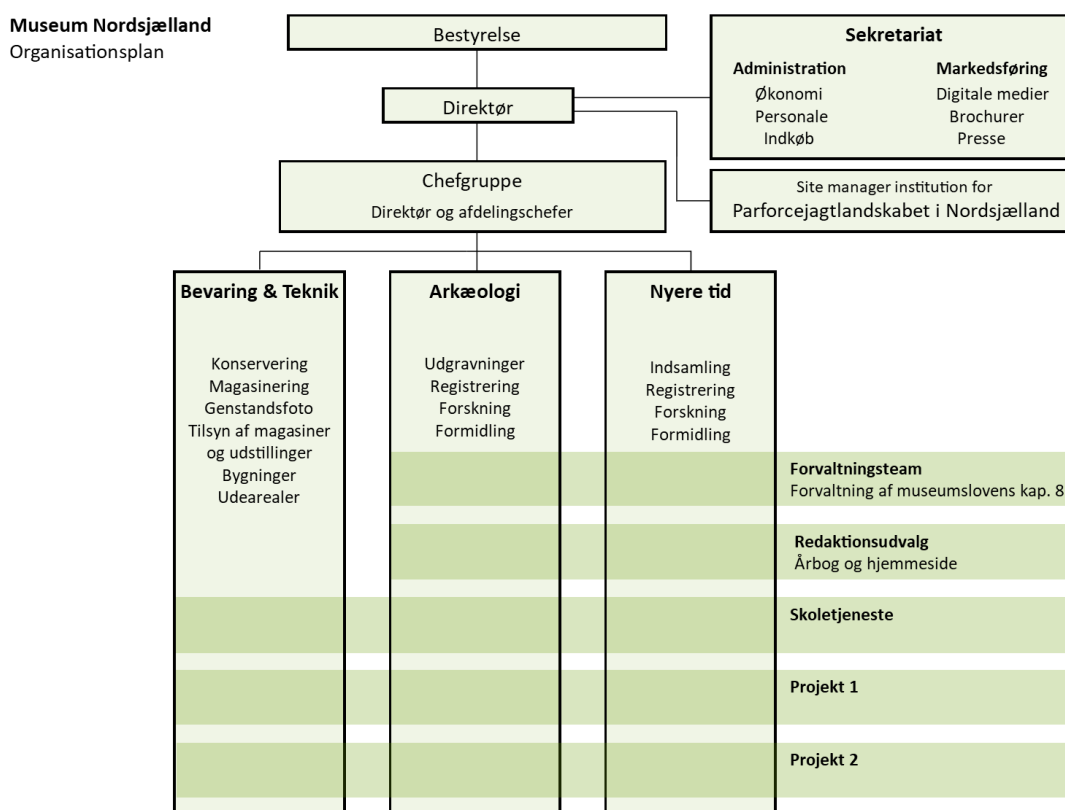 Museum Nordsjælland
Organisationsplan
Bestyrelse
Direktør
Sekretariat
Administration
Økonomi
Personale
Indkøb
Markedsføring
Digitale medier
Brochurer
Presse
Chefgruppe
Direktør og afdelingschefer
Site manager institution for
Parforcejagtlandskabet i Nordsjælland
Bevaring & Teknik
Konservering
Magasinering
Genstandsfoto
Tilsyn af magasiner
og udstillinger
Bygninger
Udearealer
Arkæologi
Udgravninger
Registrering
Forskning
Formidling
Nyere tid
Indsamling
Registrering
Forskning
Formidling
Forvaltningsteam
Forvaltning af museumslovens kap. 8
Redaktionsudvalg
Årbog og hjemmeside
Skoletjeneste
Projekt 1
Projekt 2